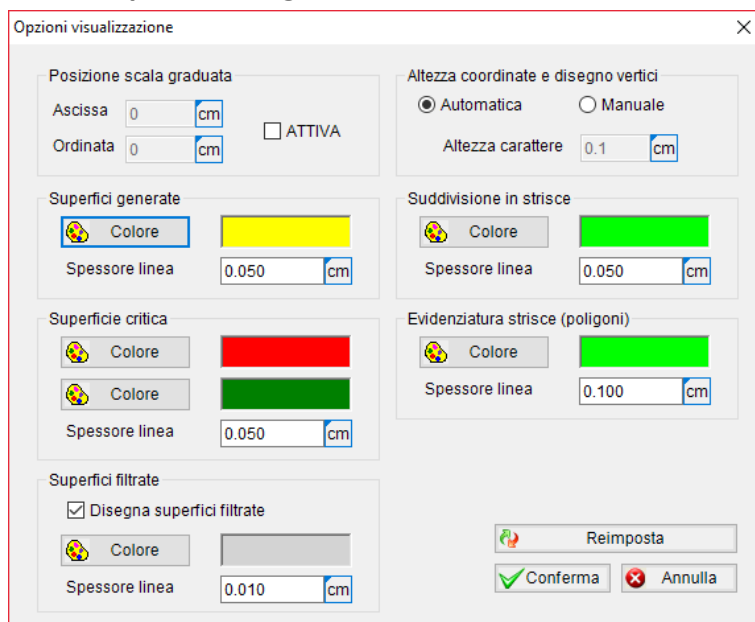 Opzioni visualizzazione
Posizione scala graduata
Ascissa 0 cm
Ordinata 0 cm
ATTIVA
Altezza coordinate e disegno vertici
Automatica Manuale
Altezza carattere 0.1 cm
Superfici generate
Colore
Spessore linea 0.050 cm
Suddivisione in strisce
Colore
Spessore linea 0.050 cm
Superficie critica
Colore
Colore
Spessore linea 0.050 cm
Evidenziatura strisce (poligoni)
Colore
Spessore linea 0.100 cm
Superfici filtrate
Disegna superfici filtrate
Colore
Spessore linea 0.010 cm
Reimposta
Conferma Annulla